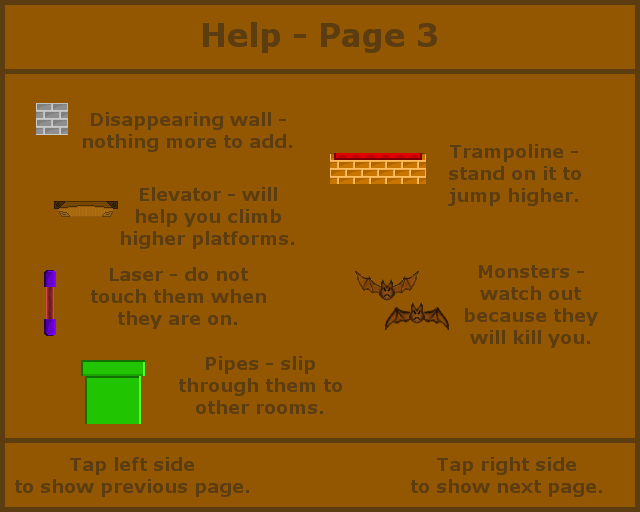 Help - Page 3
Disappearing wall -
nothing more to add.
Trampoline -
stand on it to
jump higher.
Elevator - will
help you climb
higher platforms.
Laser - do not
touch them when
they are on.
Monsters -
watch out
because they
will kill you.
Pipes - slip
through them to
other rooms.
Tap left side
to show previous page.
Tap right side
to show next page.